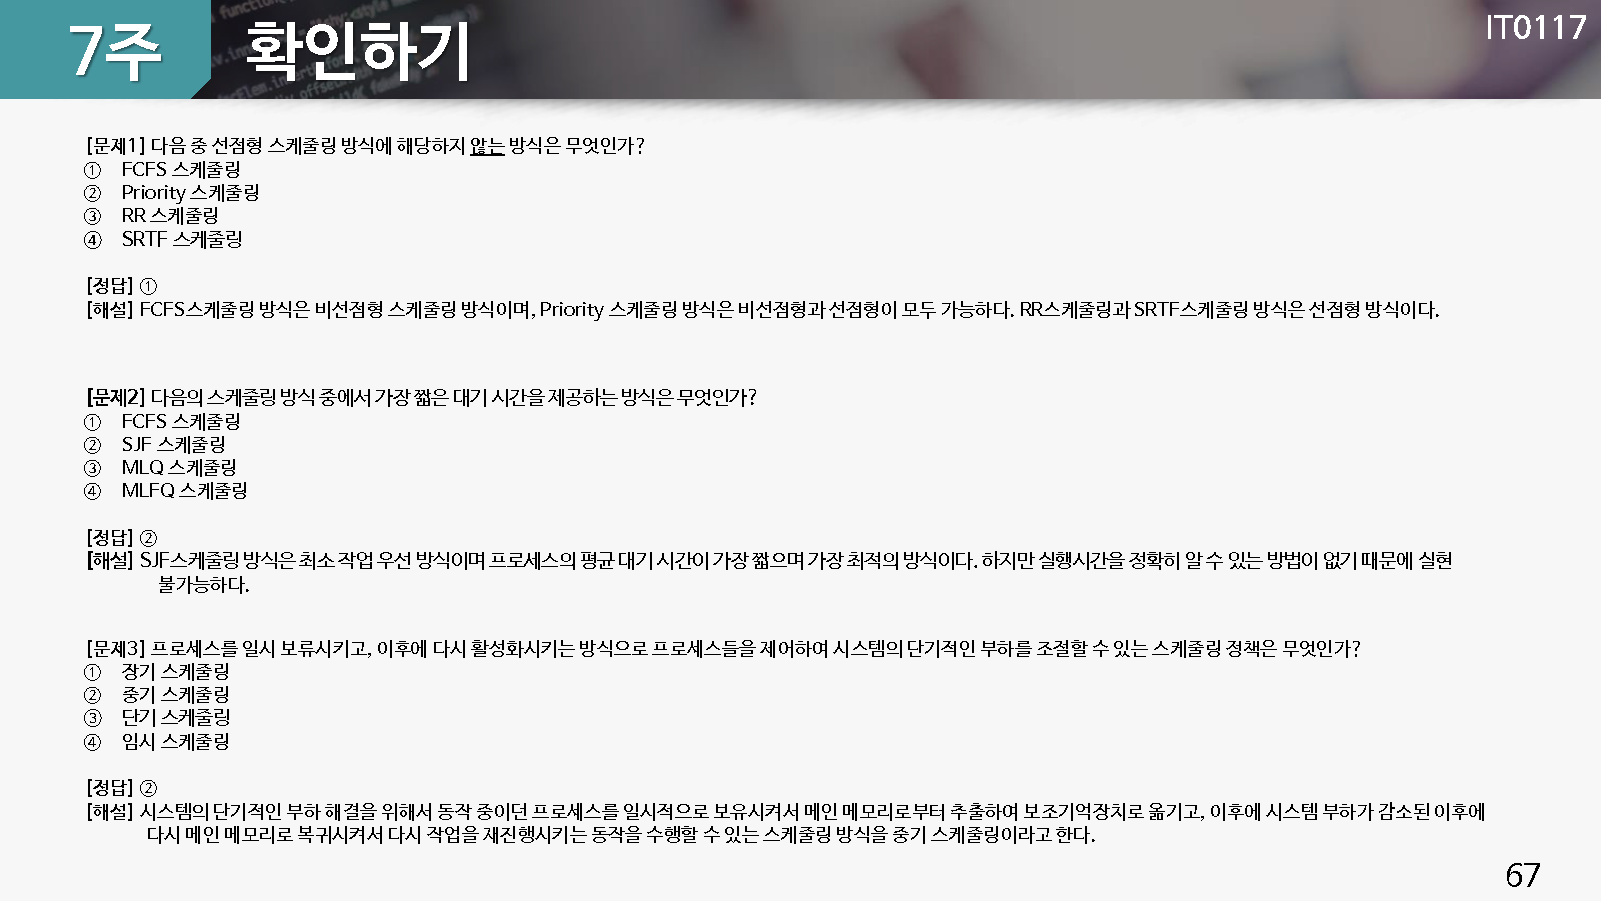 7주 확인하기
IT0117
[문제1] 다음 중 선점형 스케줄링 방식에 해당하지 않는 방식은 무엇인가?
① FCFS 스케줄링
② Priority 스케줄링
③ RR 스케줄링
④ SRTF 스케줄링
[정답] ①
[해설] FCFS스케줄링 방식은 비선점형 스케줄링 방식이며, Priority 스케줄링 방식은 비선점형과 선점형이 모두 가능하다. RR스케줄링과 SRTF스케줄링 방식은 선점형 방식이다.
[문제2] 다음의 스케줄링 방식 중에서 가장 짧은 대기 시간을 제공하는 방식은 무엇인가?
① FCFS 스케줄링
② SJF 스케줄링
③ MLQ 스케줄링
④ MLFQ 스케줄링
[정답] ②
[해설] SJF스케줄링 방식은 최소 작업 우선 방식이며 프로세스의 평균 대기 시간이 가장 짧으며 가장 최적의 방식이다. 하지만 실행시간을 정확히 알 수 있는 방법이 없기 때문에 실현
불가능하다.
[문제3] 프로세스를 일시 보류시키고, 이후에 다시 활성화시키는 방식으로 프로세스들을 제어하여 시스템의 단기적인 부하를 조절할 수 있는 스케줄링 정책은 무엇인가?
① 장기 스케줄링
② 중기 스케줄링
③ 단기 스케줄링
④ 임시 스케줄링
[정답] ②
[해설] 시스템의 단기적인 부하 해결을 위해서 동작 중이던 프로세스를 일시적으로 보유시켜서 메인 메모리로부터 추출하여 보조기억장치로 옮기고, 이후에 시스템 부하가 감소된 이후에
다시 메인 메모리로 복귀시켜서 다시 작업을 재진행시키는 동작을 수행할 수 있는 스케줄링 방식을 중기 스케줄링이라고 한다.
67